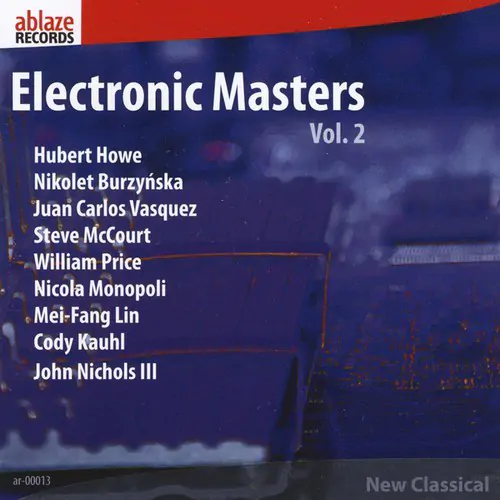 ablaze
RECORDS
Electronic Masters
Vol. 2
Hubert Howe
Nikolet Burzyńska
Juan Carlos Vasquez
Steve McCourt
William Price
Nicola Monopoli
Mei-Fang Lin
Cody Kauhl
John Nichols III
ar-00013
New Classical